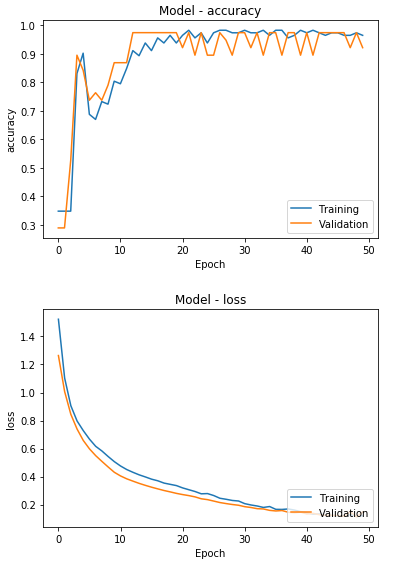 Model - accuracy
1.0
0.9
0.8
0.7
0.6
0.5
0.4
0.3
accuracy
Training
Validation
0 10 20 30 40 50
Epoch
Model - loss
1.4
1.2
1.0
0.8
0.6
0.4
0.2
loss
Training
Validation
0 10 20 30 40 50
Epoch